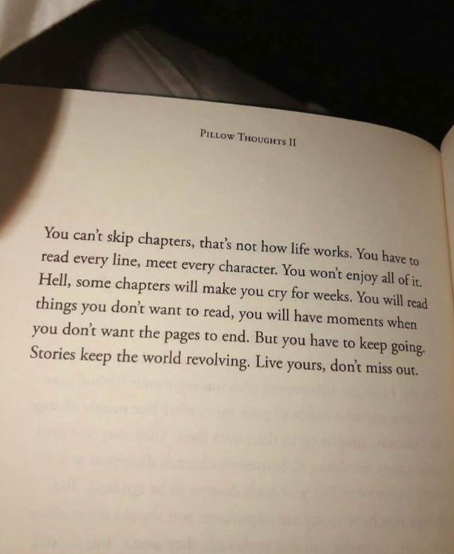 PILLOW THOUGHTS II
You can't skip chapters, that's not how life works. You have to
read every line, meet every character. You won't enjoy all of it.
Hell, some chapters will make you cry for weeks. You will read
things you don't want to read, you will have moments when
you don't want the pages to end. But you have to keep going.
Stories keep the world revolving. Live yours, don't miss out.